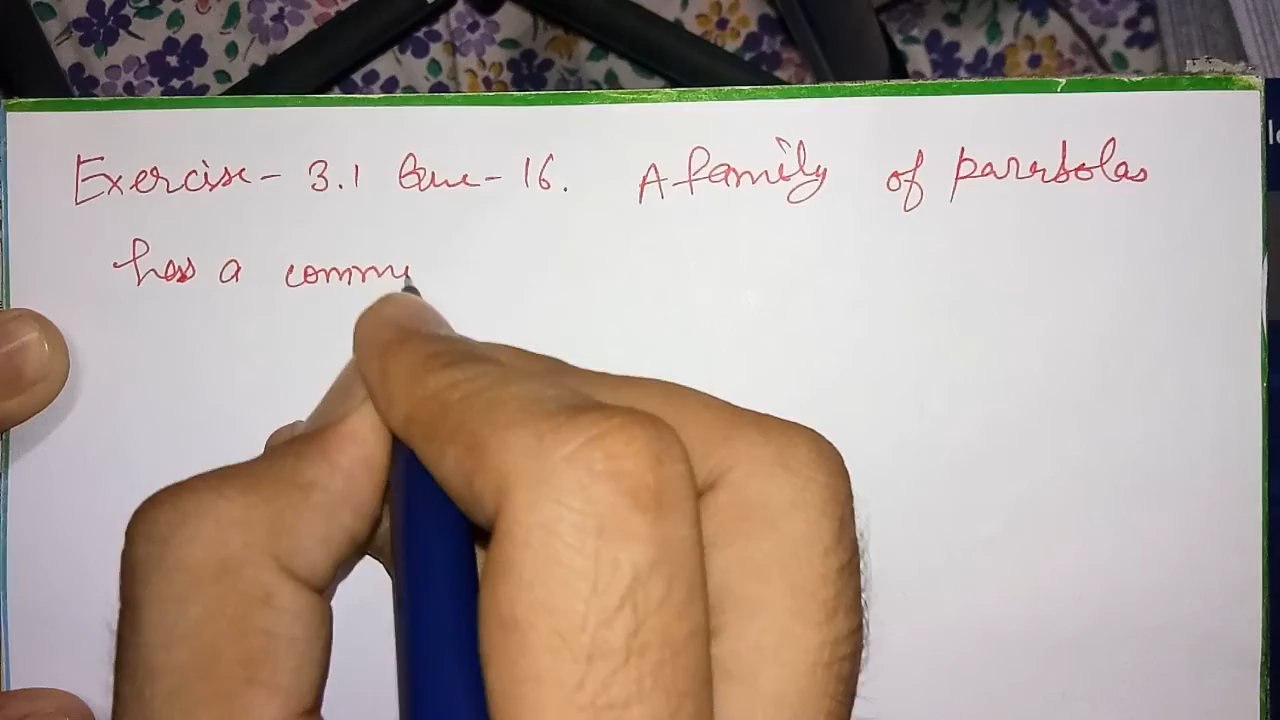 Exercise - 3.1 Que - 16. A family of parabolas
has a comm